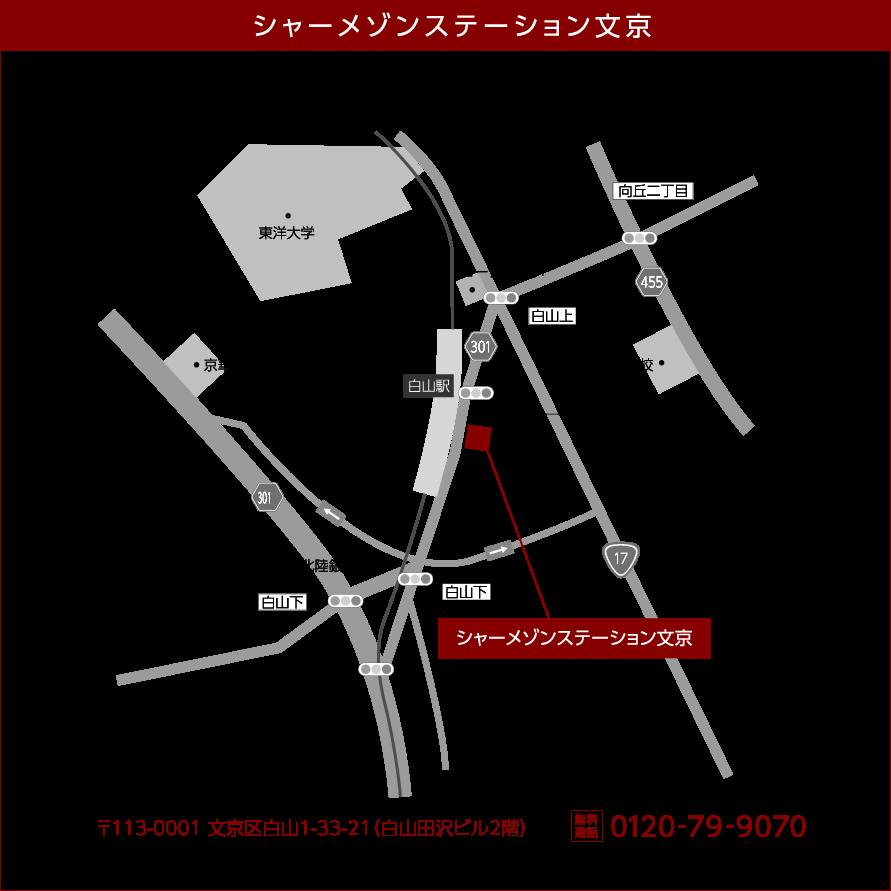 シャーメゾンステーション文京
向丘二丁目
東洋大学
455
白山上
301
京華
校
白山駅
301
北陸銀
17
白山下
白山下
シャーメゾンステーション文京
〒113-0001 文京区白山1-33-21(白山田沢ビル2階)
無料通話 0120-79-9070